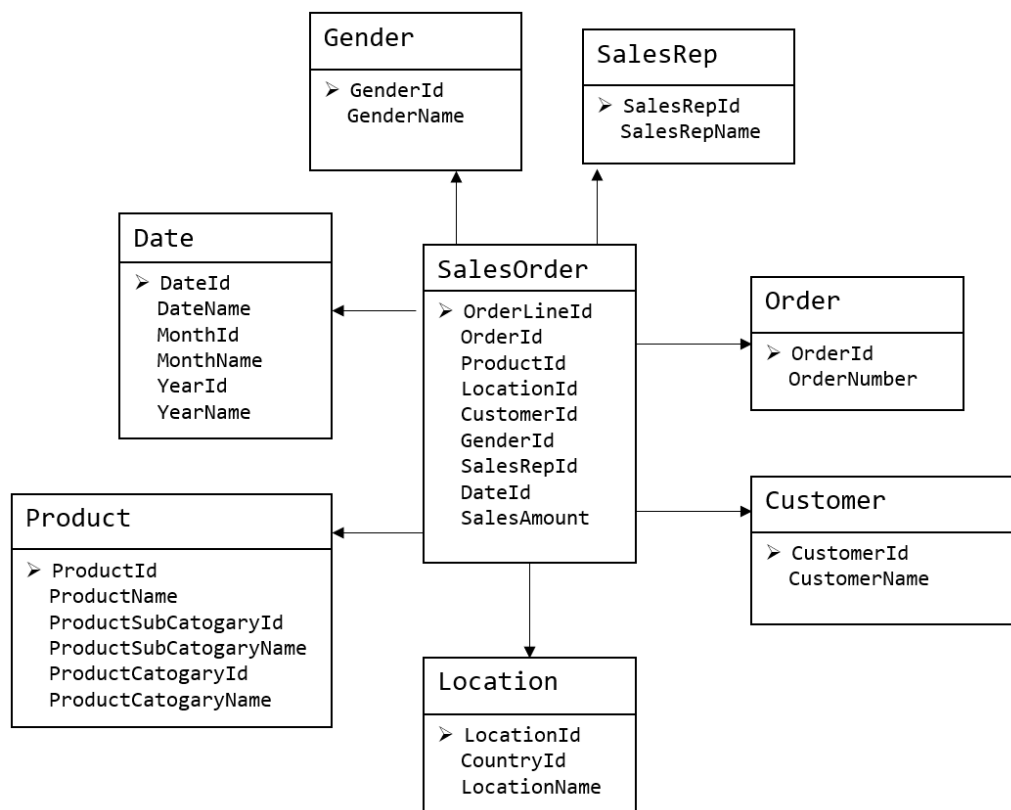 Gender
GenderId
GenderName
SalesRep
SalesRepId
SalesRepName
Date
DateId
DateName
MonthId
MonthName
YearId
YearName
SalesOrder
OrderLineId
OrderId
ProductId
LocationId
CustomerId
GenderId
SalesRepId
DateId
SalesAmount
Order
OrderId
OrderNumber
Product
ProductId
ProductName
ProductSubCatogaryId
ProductSubCatogaryName
ProductCatogaryId
ProductCatogaryName
Customer
CustomerId
CustomerName
Location
LocationId
CountryId
LocationName